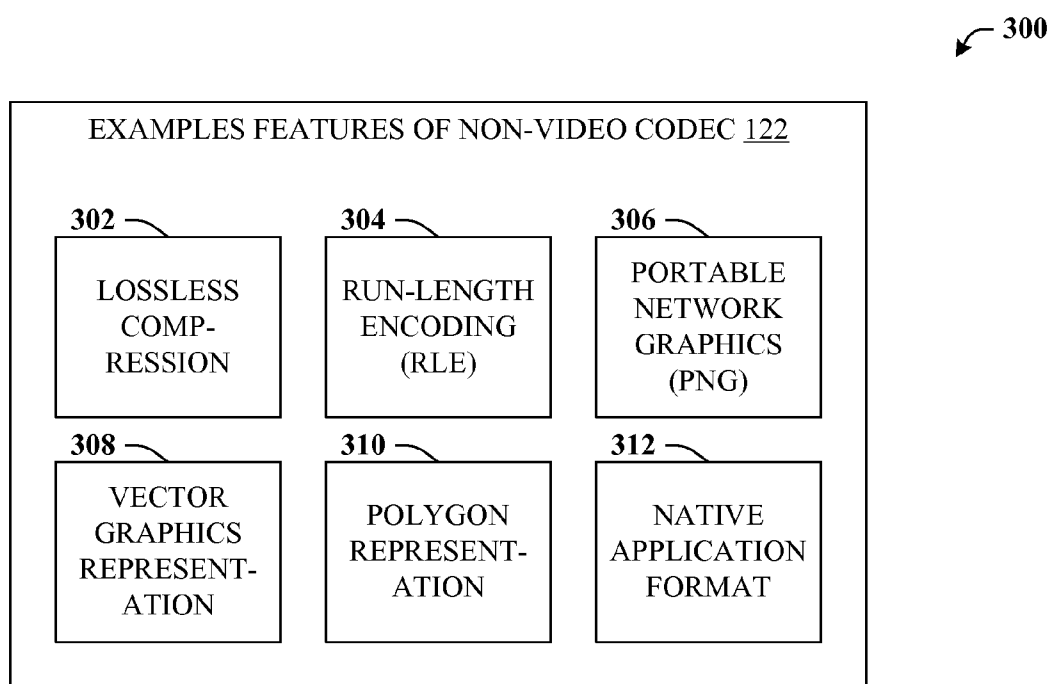 300
EXAMPLES FEATURES OF NON-VIDEO CODEC 122
302
LOSSLESS
COMP-
RESSION
304
RUN-LENGTH
ENCODING
(RLE)
306
PORTABLE
NETWORK
GRAPHICS
(PNG)
308
VECTOR
GRAPHICS
REPRESENT-
ATION
310
POLYGON
REPRESENT-
ATION
312
NATIVE
APPLICATION
FORMAT